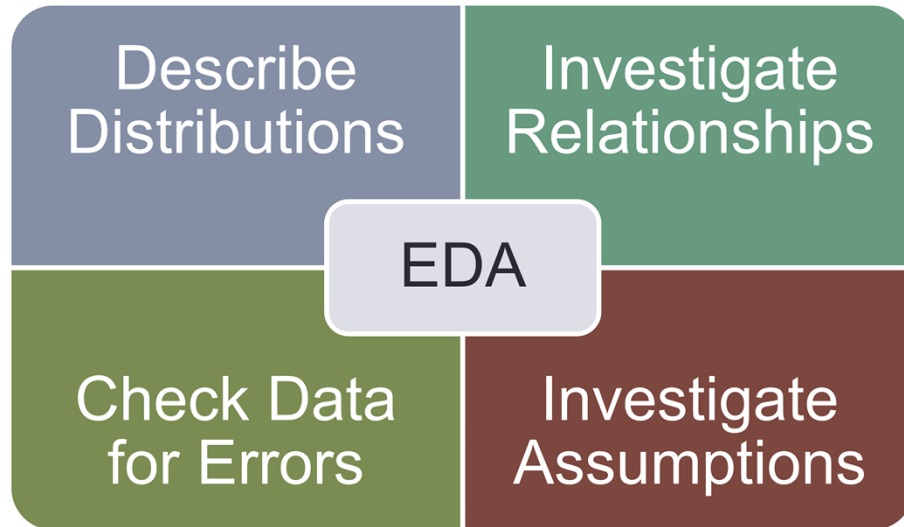 Describe
Distributions
Investigate
Relationships
EDA
Check Data
for Errors
Investigate
Assumptions